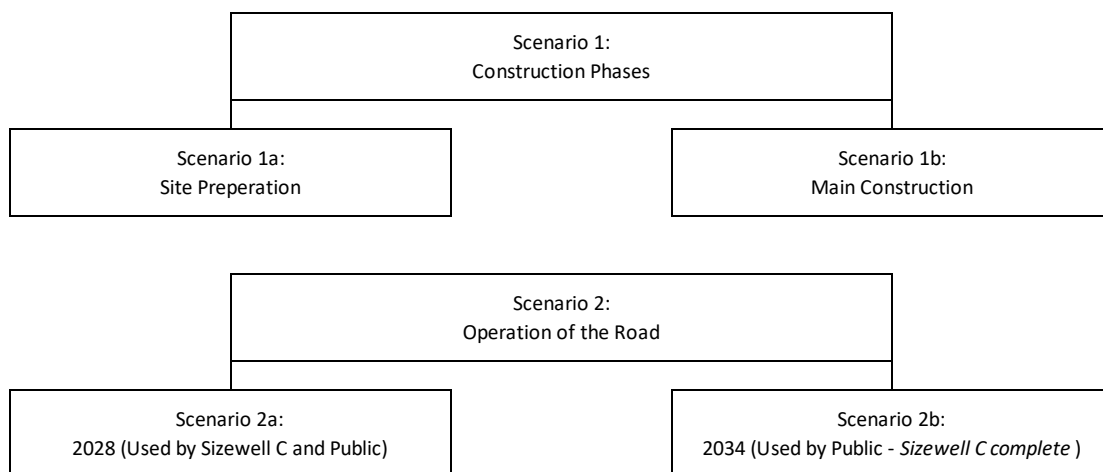 Scenario 1:
Construction Phases
Scenario 1a:
Site Preperation
Scenario 1b:
Main Construction
Scenario 2:
Operation of the Road
Scenario 2a:
2028 (Used by Sizewell C and Public)
Scenario 2b:
2034 (Used by Public - Sizewell C complete )